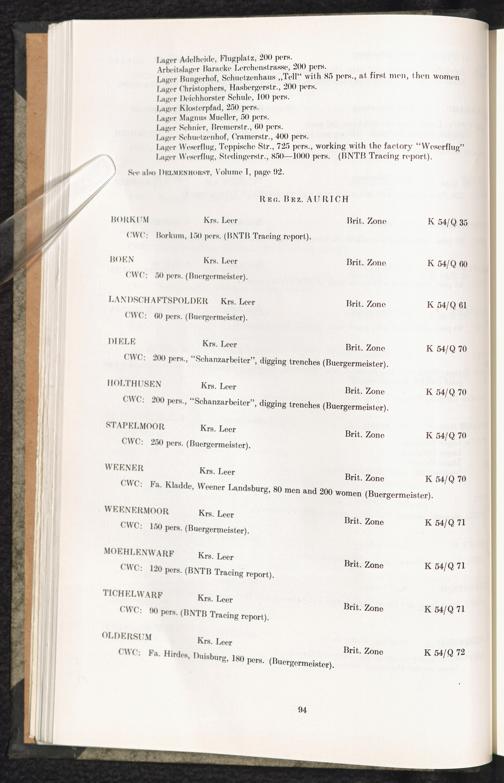 Lager Adelheide, Flugplatz, 200 pers.
Arbeitslager Baracke Lerchenstrasse, 200 pers.
Lager Bungerhof, Schuetzenhaus „Tell" with 85 pers., at first men, then women
Lager Christophers, Hasbergerstr., 200 pers.
Lager Deichhorster Schule, 100 pers.
Lager Klosterpfad, 250 pers.
Lager Magnus Mueller, 50 pers.
Lager Schnier, Bremerstr., 60 pers.
Lager Schuetzenhof, Cramerstr., 400 pers.
Lager Weserflug, Teppische Str., 725 pers., working with the factory "Weserflug"
Lager Weserflug, Stedingerstr., 850—1000 pers. (BNTB Tracing report).
See also DELMENHORST, Volume I, page 92.
REG. BEZ. AURICH
BORKUM Krs. Leer Brit. Zone K 54/Q 35
CWC: Borkum, 150 pers. (BNTB Tracing report).
BOEN Krs. Leer Brit. Zone K 54/Q 60
CWC: 50 pers. (Buergermeister).
LANDSCHAFTSPOLDER Krs. Leer Brit. Zone K 54/Q 61
CWC: 60 pers. (Buergermeister).
DIELE Krs. Leer Brit. Zone K 54/Q 70
CWC: 200 pers., "Schanzarbeiter", digging trenches (Buergermeister).
HOLTHUSEN Krs. Leer Brit. Zone K 54/Q 70
CWC: 200 pers., "Schanzarbeiter", digging trenches (Buergermeister).
STAPELMOOR Krs. Leer Brit. Zone K 54/Q 70
CWC: 250 pers. (Buergermeister).
WEENER Krs. Leer Brit. Zone K 54/Q 70
CWC: Fa. Kladde, Weener Landsburg, 80 men and 200 women (Buergermeister).
WEENERMOOR Krs. Leer Brit. Zone K 54/Q 71
CWC: 150 pers. (Buergermeister).
MOEHLENWARF Krs. Leer Brit. Zone K 54/Q 71
CWC: 120 pers. (BNTB Tracing report).
TICHELWARF Krs. Leer Brit. Zone K 54/Q 71
CWC: 90 pers. (BNTB Tracing report).
OLDERSUM Krs. Leer Brit. Zone K 54/Q 72
CWC: Fa. Hirdes, Duisburg, 180 pers. (Buergermeister).
94